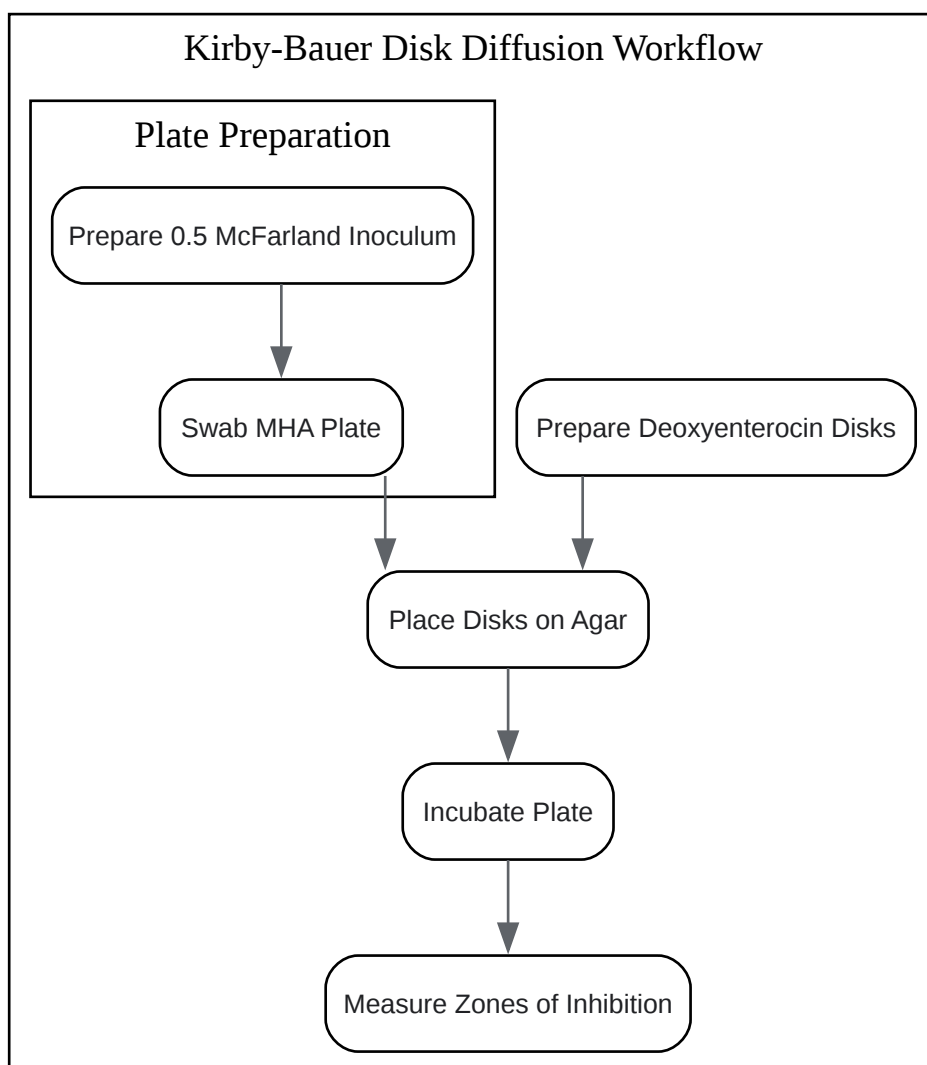 Kirby-Bauer Disk Diffusion Workflow
Plate Preparation
Prepare 0.5 McFarland Inoculum
Swab MHA Plate
Prepare Deoxyenterocin Disks
Place Disks on Agar
Incubate Plate
Measure Zones of Inhibition